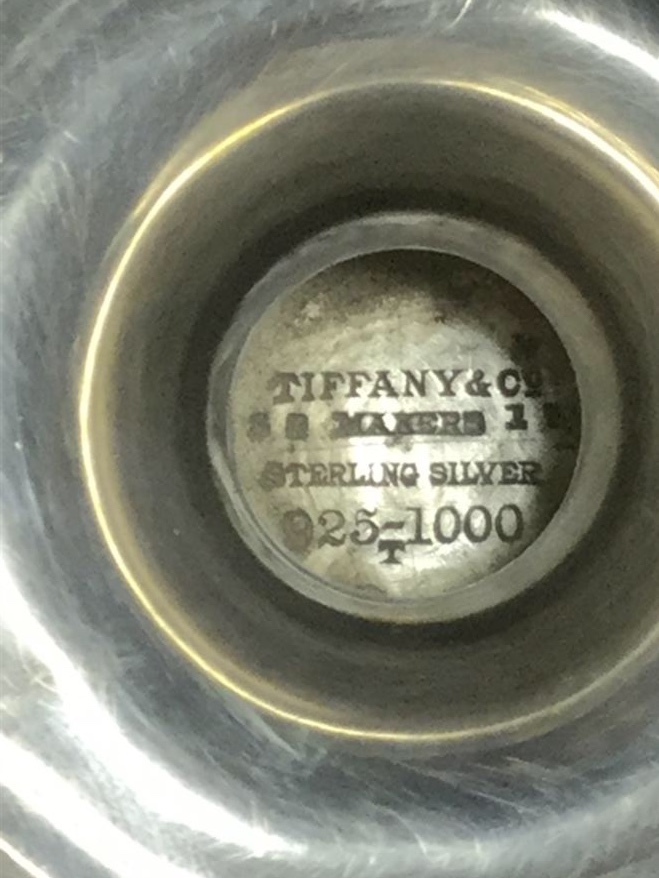 TIFFANY & Co
MAKERS
STERLING SILVER
925-1000
T